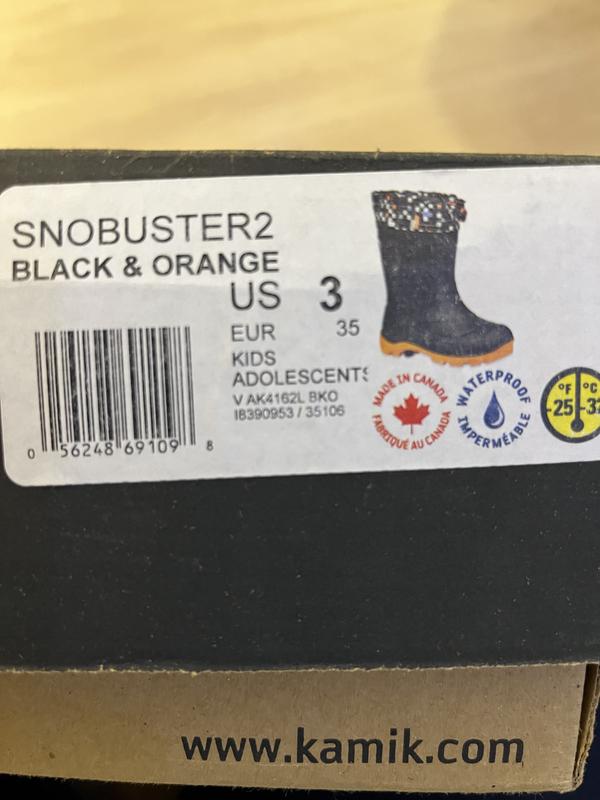 SNOBUSTER2
BLACK & ORANGE
US 3
EUR 35
KIDS
ADOLESCENTS
V AK4162L BKO
I8390953 / 35106
0 56248 69109 8
MADE IN CANADA
FABRIQUÉ AU CANADA
WATERPROOF
IMPERMÉABLE
°F °C
-25 -32
www.kamik.com